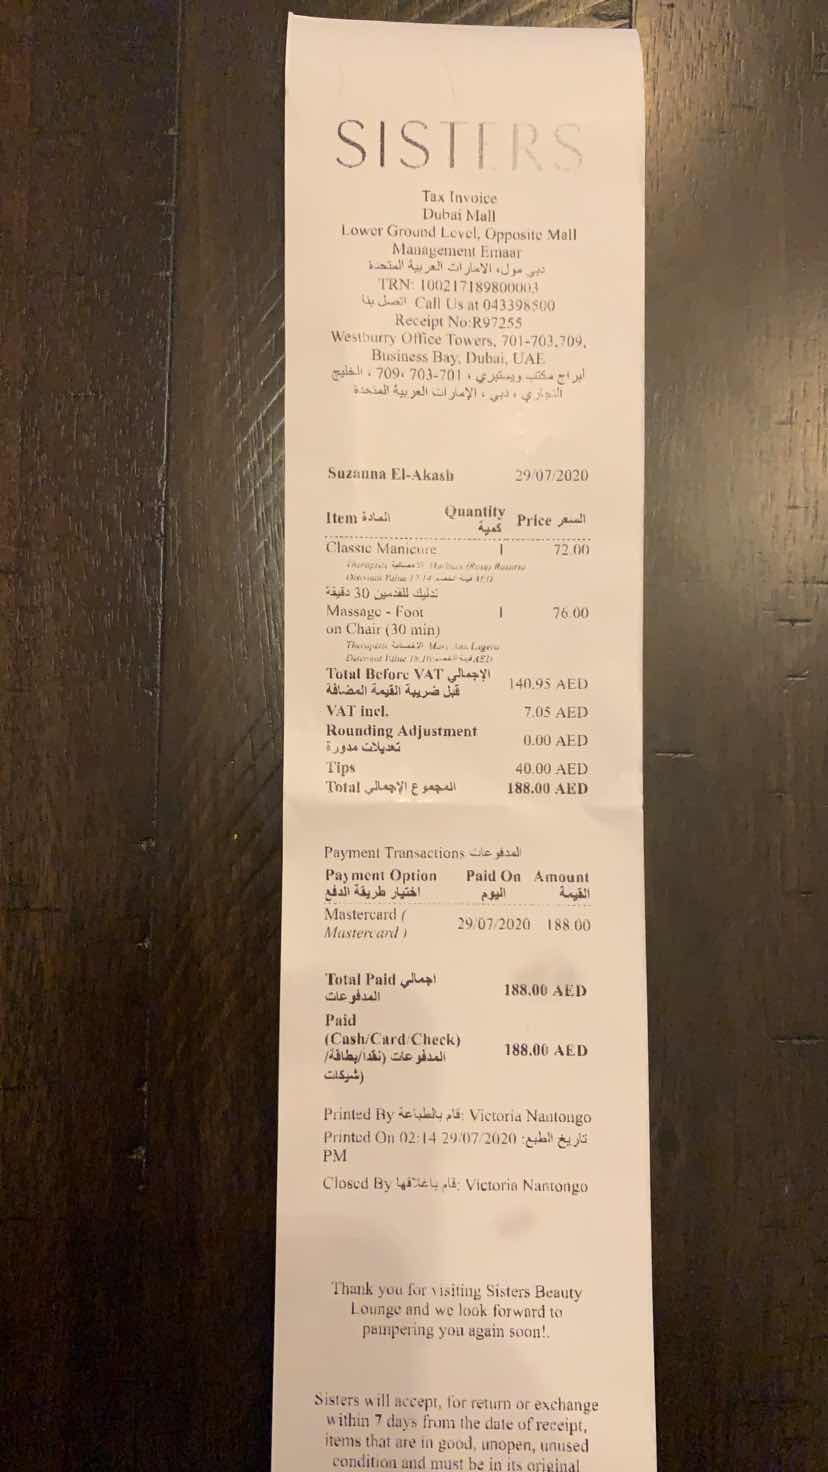 SISTERS
Tax Invoice
Dubai Mall
Lower Ground Level, Opposite Mall
Management Emaar
دبي مول، الامارات العربية المتحدة
TRN: 100217189800003
اتصل بنا Call Us at 043398500
Receipt No:R97255
Westburry Office Towers, 701-703,709,
Business Bay, Dubai, UAE
ابراج مكتب ويستبري ، 701-703 ،709 ، الخليج
التجاري ، دبي ، الإمارات العربية المتحدة
Suzanna El-Akash 29/07/2020
Item المادة Quantity Price السعر
كمية
Classic Manicure 1 72.00
Therapist الاخصائية (Rose) Rosario
Discount Value قيمة الخصم AED
تدليك للقدمين 30 دقيقة
Massage - Foot 1 76.00
on Chair (30 min)
Therapist الاخصائية Mary Ann
Discount Value قيمة الخصم AED
Total Before VAT الإجمالي 140.95 AED
قبل ضريبة القيمة المضافة
VAT incl. 7.05 AED
Rounding Adjustment 0.00 AED
تعديلات مدورة
Tips 40.00 AED
Total المجموع الإجمالي 188.00 AED
Payment Transactions المدفوعات
Payment Option Paid On Amount
اختيار طريقة الدفع اليوم القيمة
Mastercard ( 29/07/2020 188.00
Mastercard )
Total Paid اجمالي 188.00 AED
المدفوعات
Paid
(Cash/Card/Check) 188.00 AED
المدفوعات (نقدا/بطاقة/
شيكات)
Printed By قام بالطباعة: Victoria Nantongo
Printed On 02:14 29/07/2020 تاريخ الطبع:
PM
Closed By قام باغلاقها: Victoria Nantongo
Thank you for visiting Sisters Beauty
Lounge and we look forward to
pampering you again soon!.
Sisters will accept, for return or exchange
within 7 days from the date of receipt,
items that are in good, unopen, unused
condition and must be in its original